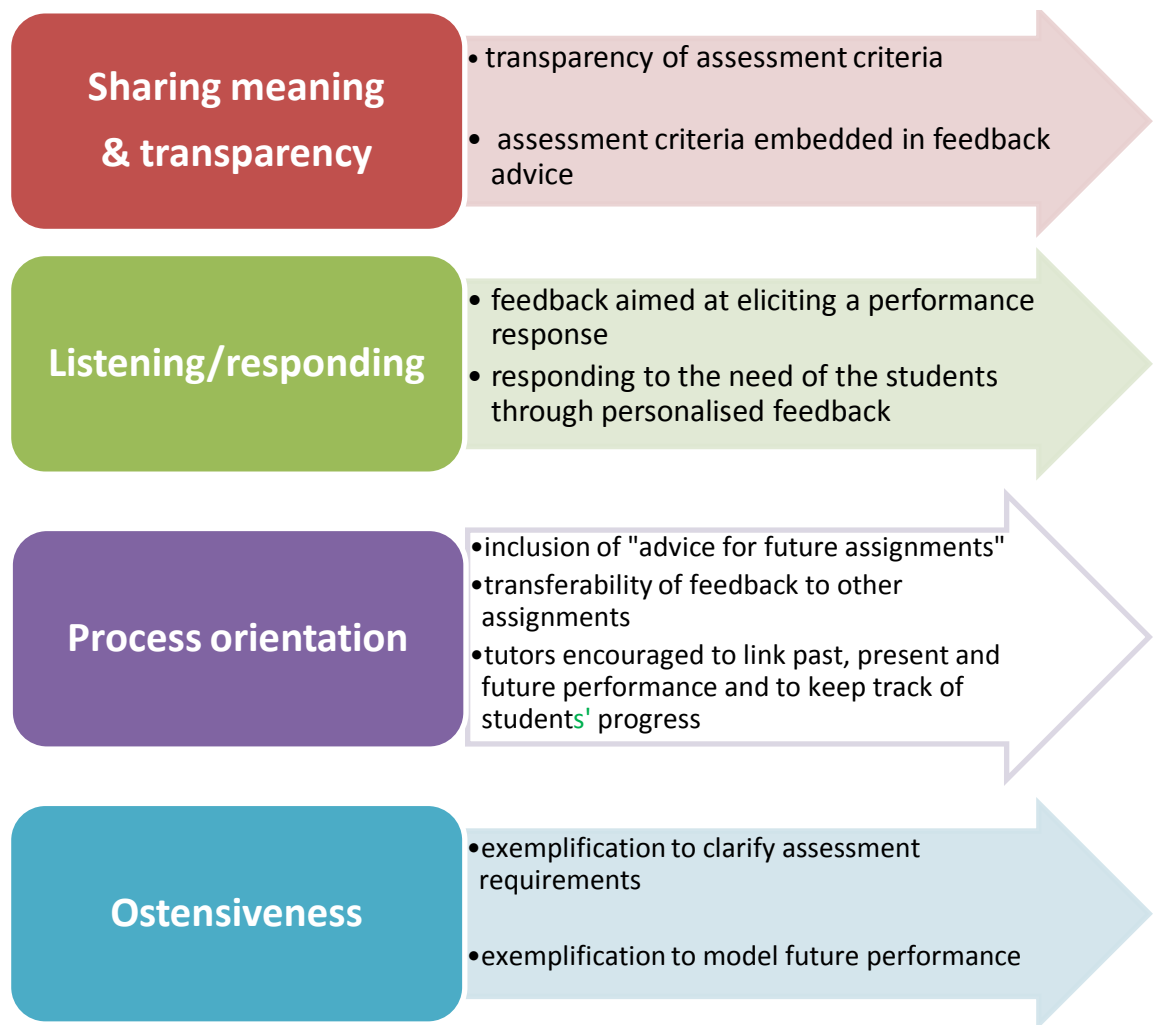 Sharing meaning
& transparency
• transparency of assessment criteria
• assessment criteria embedded in feedback
advice
Listening/responding
• feedback aimed at eliciting a performance
response
• responding to the need of the students
through personalised feedback
Process orientation
•inclusion of "advice for future assignments"
•transferability of feedback to other
assignments
•tutors encouraged to link past, present and
future performance and to keep track of
students' progress
Ostensiveness
•exemplification to clarify assessment
requirements
•exemplification to model future performance